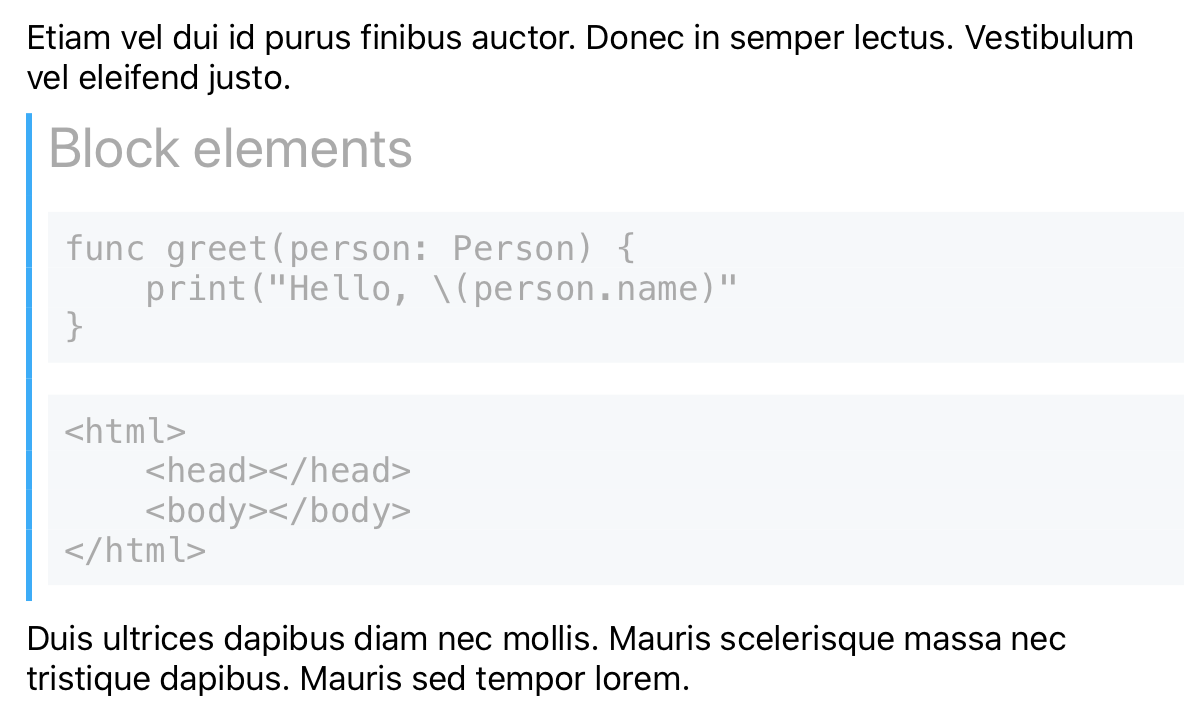 Etiam vel dui id purus finibus auctor. Donec in semper lectus. Vestibulum
vel eleifend justo.
Block elements
func greet(person: Person) {
    print("Hello, \(person.name)"
}
<html>
    <head></head>
    <body></body>
</html>
Duis ultrices dapibus diam nec mollis. Mauris scelerisque massa nec
tristique dapibus. Mauris sed tempor lorem.